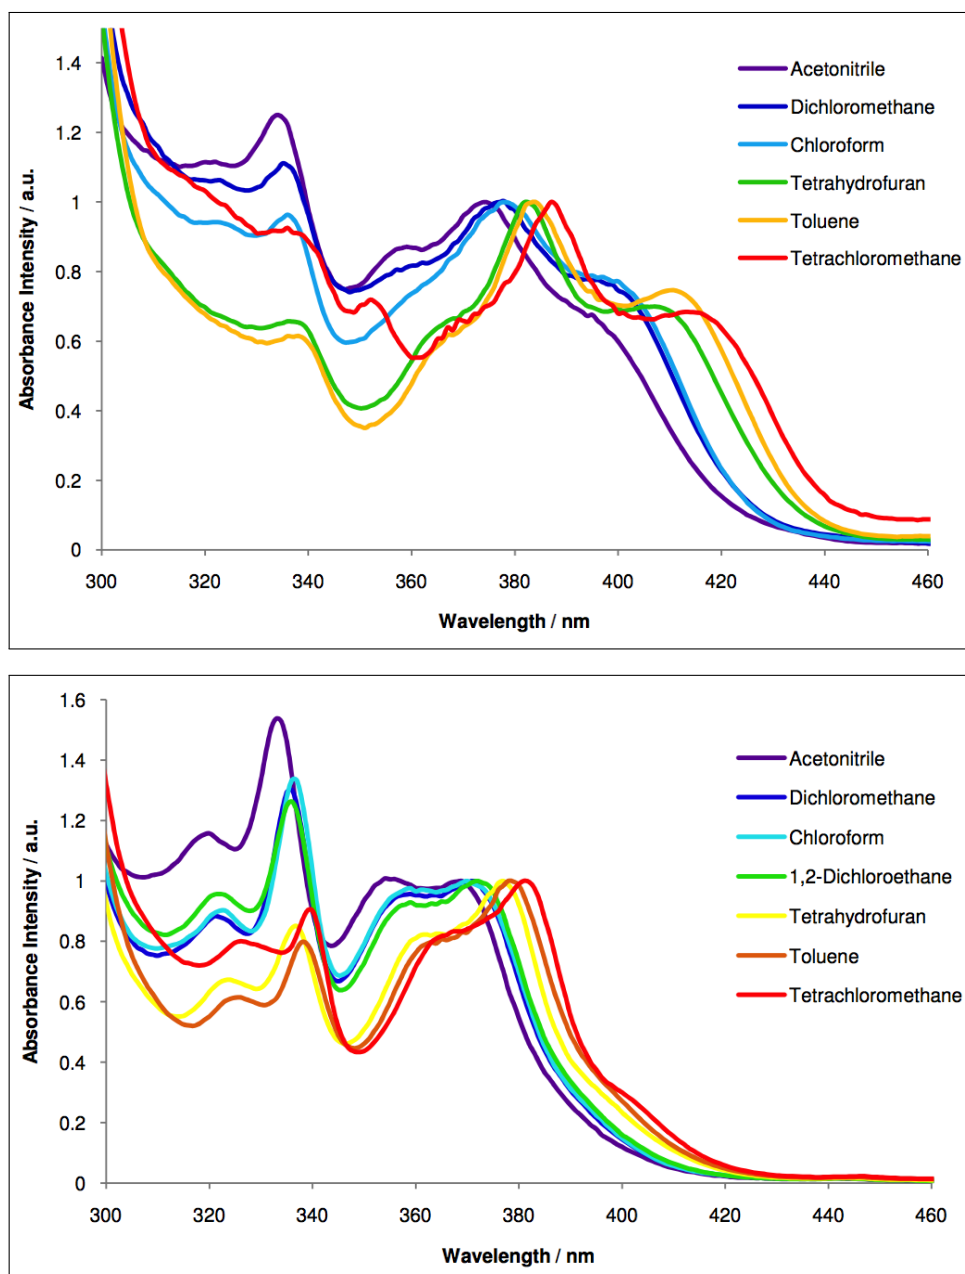 1.4
1.2
1
0.8
0.6
0.4
0.2
0
Absorbance Intensity / a.u.
Acetonitrile
Dichloromethane
Chloroform
Tetrahydrofuran
Toluene
Tetrachloromethane
300 320 340 360 380 400 420 440 460
Wavelength / nm
1.6
1.4
1.2
1
0.8
0.6
0.4
0.2
0
Absorbance Intensity / a.u.
Acetonitrile
Dichloromethane
Chloroform
1,2-Dichloroethane
Tetrahydrofuran
Toluene
Tetrachloromethane
300 320 340 360 380 400 420 440 460
Wavelength / nm